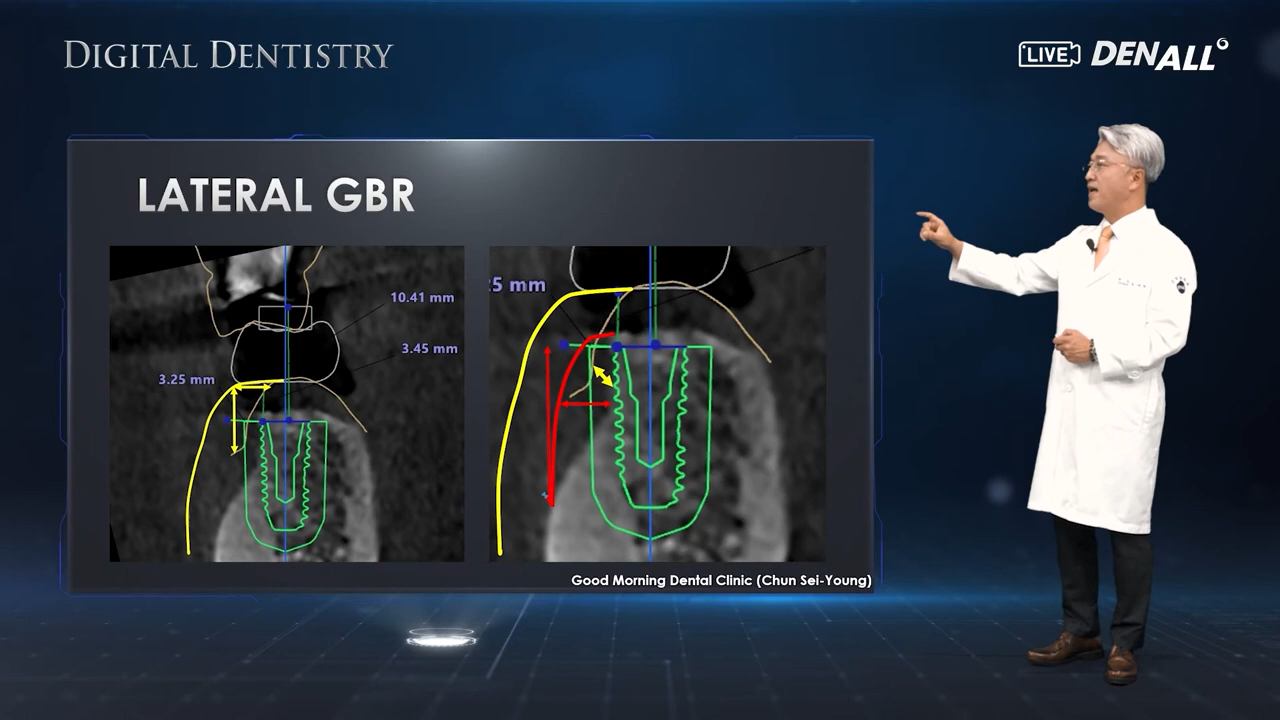 DIGITAL DENTISTRY
LIVE DENALL
LATERAL GBR
10.41 mm
3.45 mm
3.25 mm
25 mm
Good Morning Dental Clinic (Chun Sei-Young)